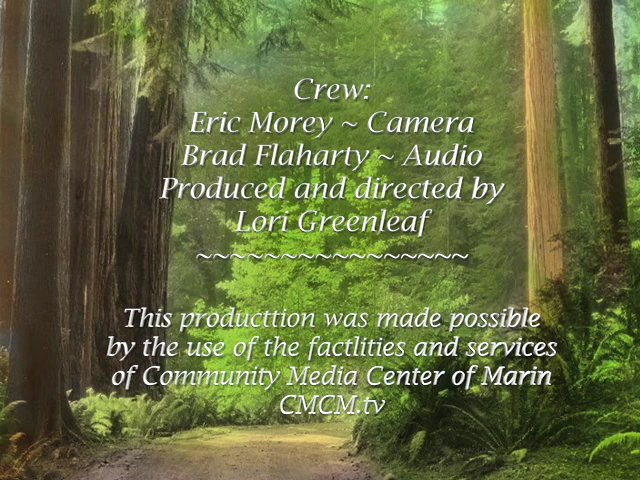 Crew:
Eric Morey ~ Camera
Brad Flaharty ~ Audio
Produced and directed by
Lori Greenleaf
~~~~~~~~~~~~~~~~
This producttion was made possible
by the use of the factlities and services
of Community Media Center of Marin
CMCM.tv